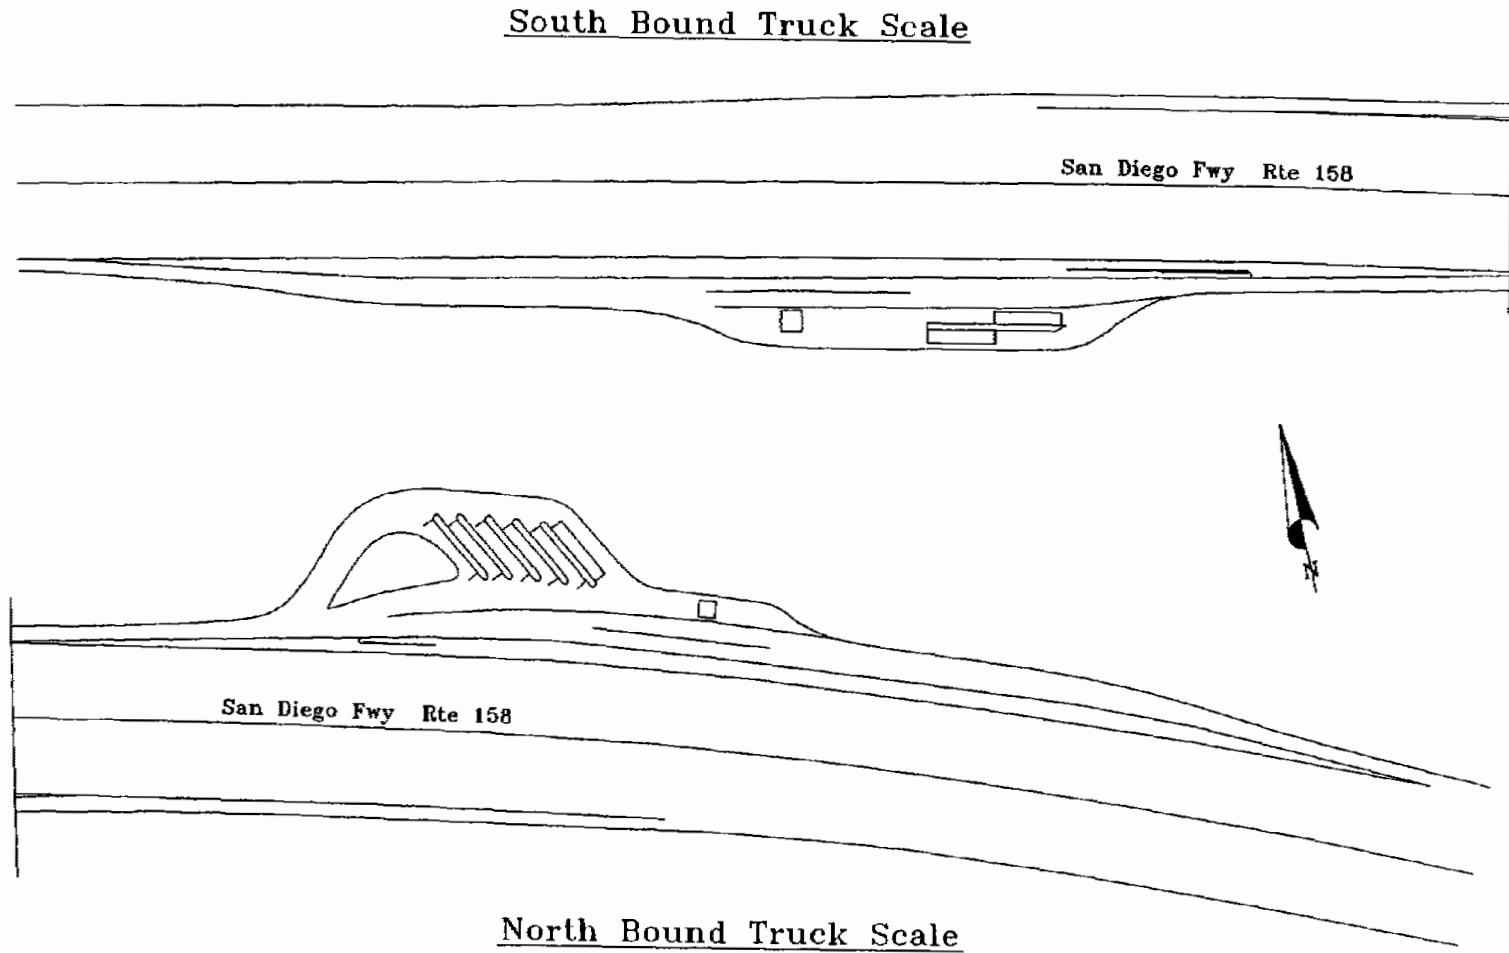 South Bound Truck Scale
San Diego Fwy Rte 158
N
San Diego Fwy Rte 158
North Bound Truck Scale